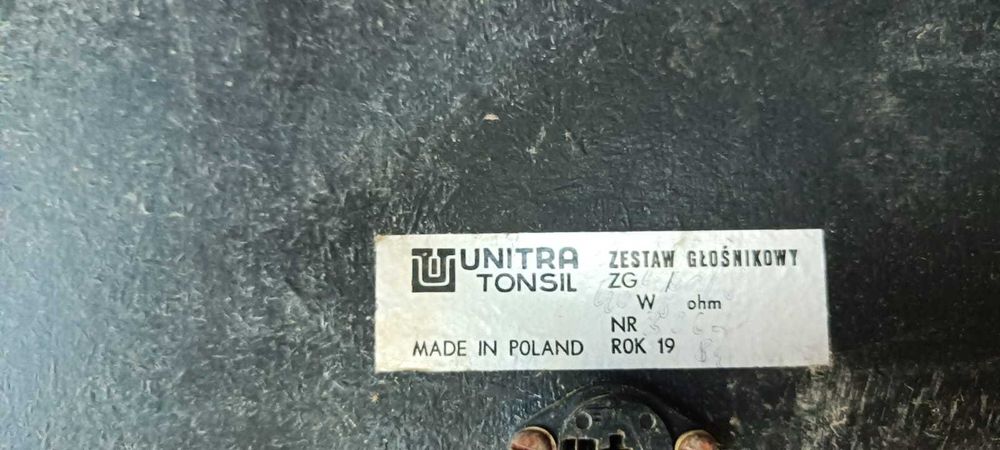 UNITRA
TONSIL
ZESTAW GŁOŚNIKOWY
ZG
W ohm
NR
MADE IN POLAND
ROK 19